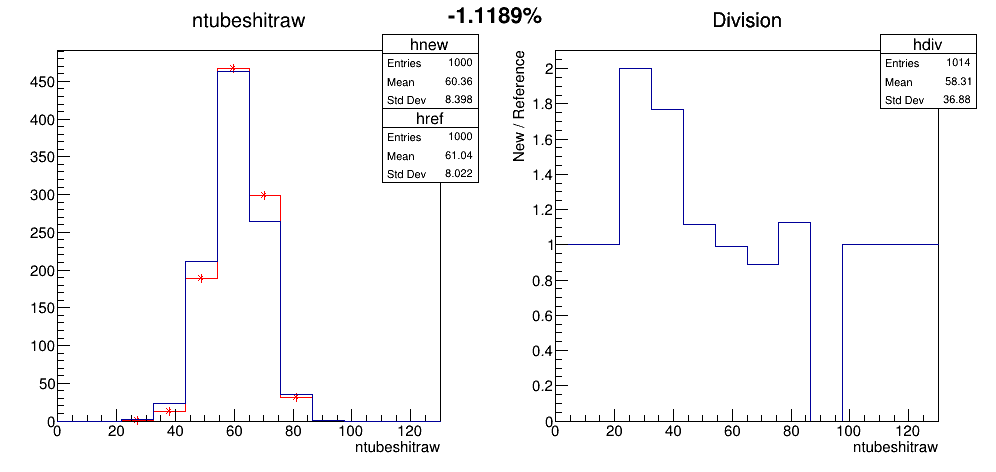 -1.1189%
ntubeshitraw
hnew
Entries 1000
Mean 60.36
Std Dev 8.398
href
Entries 1000
Mean 61.04
Std Dev 8.022
450
400
350
300
250
200
150
100
50
0
0 20 40 60 80 100 120
ntubeshitraw
Division
hdiv
Entries 1014
Mean 58.31
Std Dev 36.88
New / Reference
2
1.8
1.6
1.4
1.2
1
0.8
0.6
0.4
0.2
0
0 20 40 60 80 100 120
ntubeshitraw